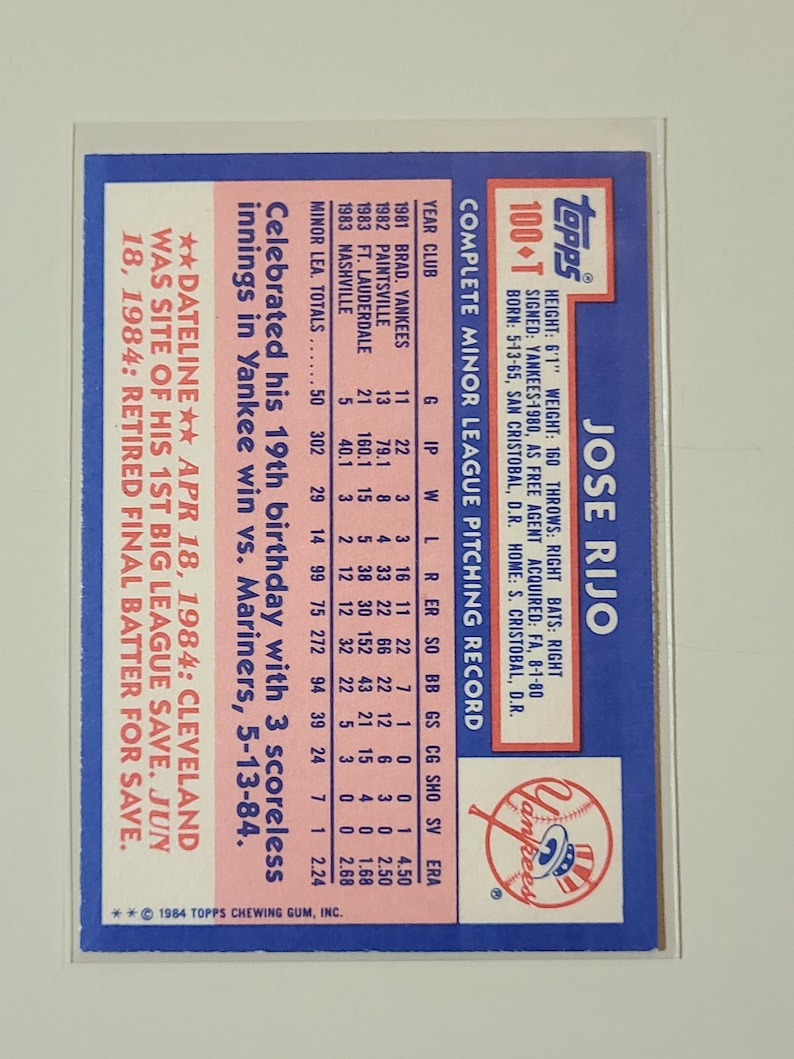 JOSE RIJO
topps®
100♦T
HEIGHT: 6'1" WEIGHT: 160 THROWS: RIGHT BATS: RIGHT
SIGNED: YANKEES-1980, AS FREE AGENT ACQUIRED: FA, 8-1-80
BORN: 5-13-65, SAN CRISTOBAL, D.R. HOME: S. CRISTOBAL, D.R.
Yankees®
COMPLETE MINOR LEAGUE PITCHING RECORD
YEAR CLUB G IP W L R ER SO BB GS CG SHO SV ERA
1981 BRAD. YANKEES 11 22 3 3 16 11 22 7 1 0 0 1 4.50
1982 PAINTSVILLE 13 79.1 8 4 33 22 66 22 12 6 3 0 2.50
1983 FT. LAUDERDALE 21 160.1 15 5 38 30 152 43 21 15 4 0 1.68
1983 NASHVILLE 5 40.1 3 2 12 12 32 22 5 3 0 0 2.68
MINOR LEA. TOTALS ......50 302 29 14 99 75 272 94 39 24 7 1 2.24
Celebrated his 19th birthday with 3 scoreless
innings in Yankee win vs. Mariners, 5-13-84.
★★DATELINE★★ APR 18, 1984: CLEVELAND
WAS SITE OF HIS 1ST BIG LEAGUE SAVE. JUN
18, 1984: RETIRED FINAL BATTER FOR SAVE.
**© 1984 TOPPS CHEWING GUM, INC.